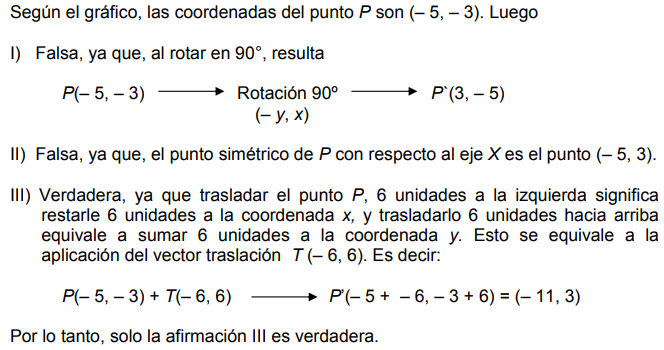 Según el gráfico, las coordenadas del punto P son (– 5, – 3). Luego
I) Falsa, ya que, al rotar en 90°, resulta
P(– 5, – 3) ⟶ Rotación 90º ⟶ P`(3, – 5)
(– y, x)
II) Falsa, ya que, el punto simétrico de P con respecto al eje X es el punto (– 5, 3).
III) Verdadera, ya que trasladar el punto P, 6 unidades a la izquierda significa
restarle 6 unidades a la coordenada x, y trasladarlo 6 unidades hacia arriba
equivale a sumar 6 unidades a la coordenada y. Esto se equivale a la
aplicación del vector traslación T (– 6, 6). Es decir:
P(– 5, – 3) + T(– 6, 6) ⟶ P'(– 5 + – 6, – 3 + 6) = (– 11, 3)
Por lo tanto, solo la afirmación III es verdadera.